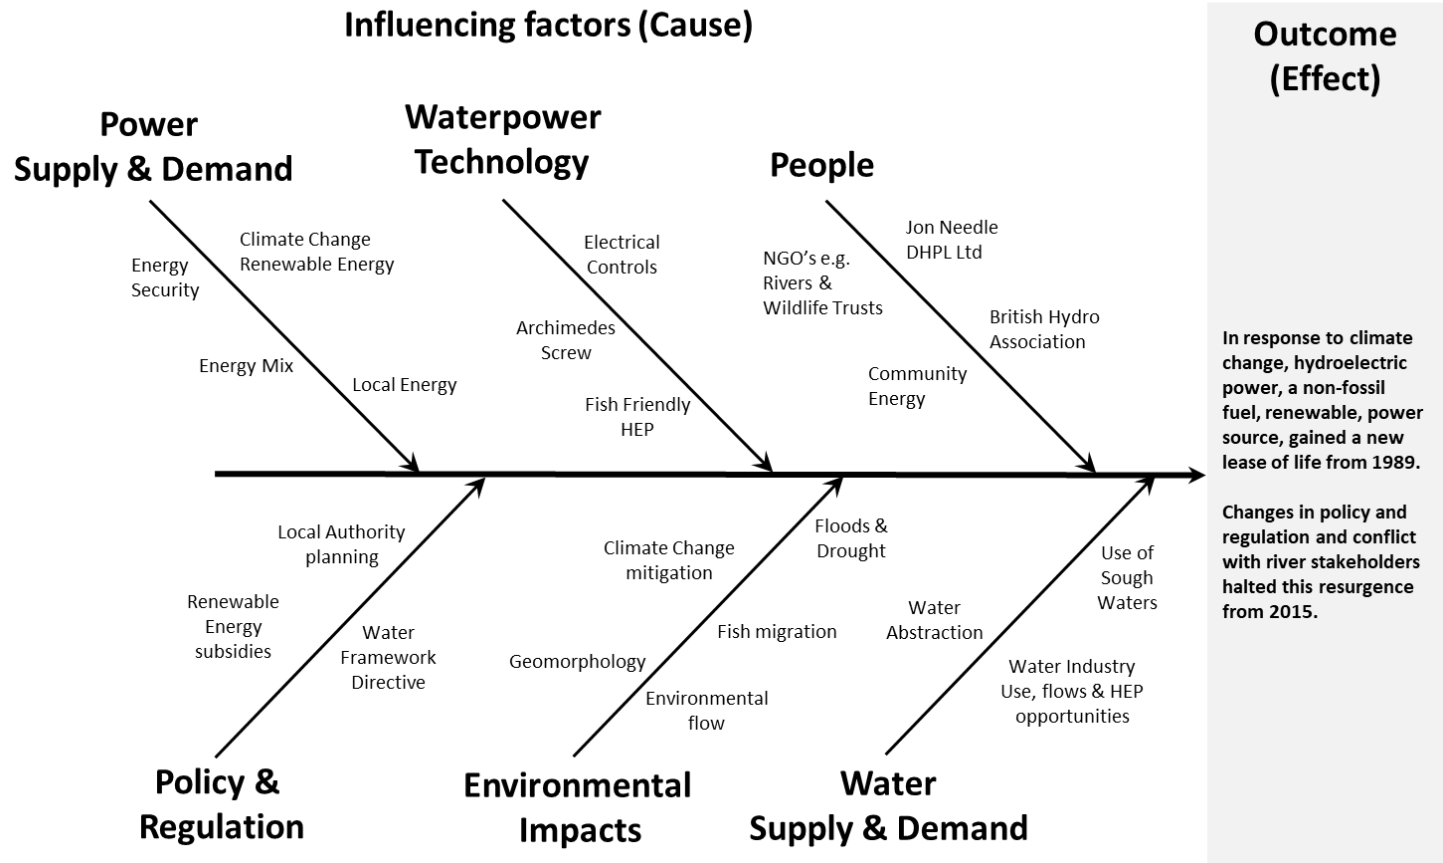 Influencing factors (Cause)
Outcome
(Effect)
Power
Supply & Demand
Waterpower
Technology
People
Climate Change
Renewable Energy
Energy
Security
Energy Mix
Local Energy
Electrical
Controls
Archimedes
Screw
Fish Friendly
HEP
Jon Needle
DHPL Ltd
NGO's e.g.
Rivers &
Wildlife Trusts
British Hydro
Association
Community
Energy
In response to climate
change, hydroelectric
power, a non-fossil
fuel, renewable, power
source, gained a new
lease of life from 1989.
Changes in policy and
regulation and conflict
with river stakeholders
halted this resurgence
from 2015.
Local Authority
planning
Renewable
Energy
subsidies
Water
Framework
Directive
Climate Change
mitigation
Floods &
Drought
Fish migration
Geomorphology
Environmental
flow
Use of
Sough
Waters
Water
Abstraction
Water Industry
Use, flows & HEP
opportunities
Policy &
Regulation
Environmental
Impacts
Water
Supply & Demand